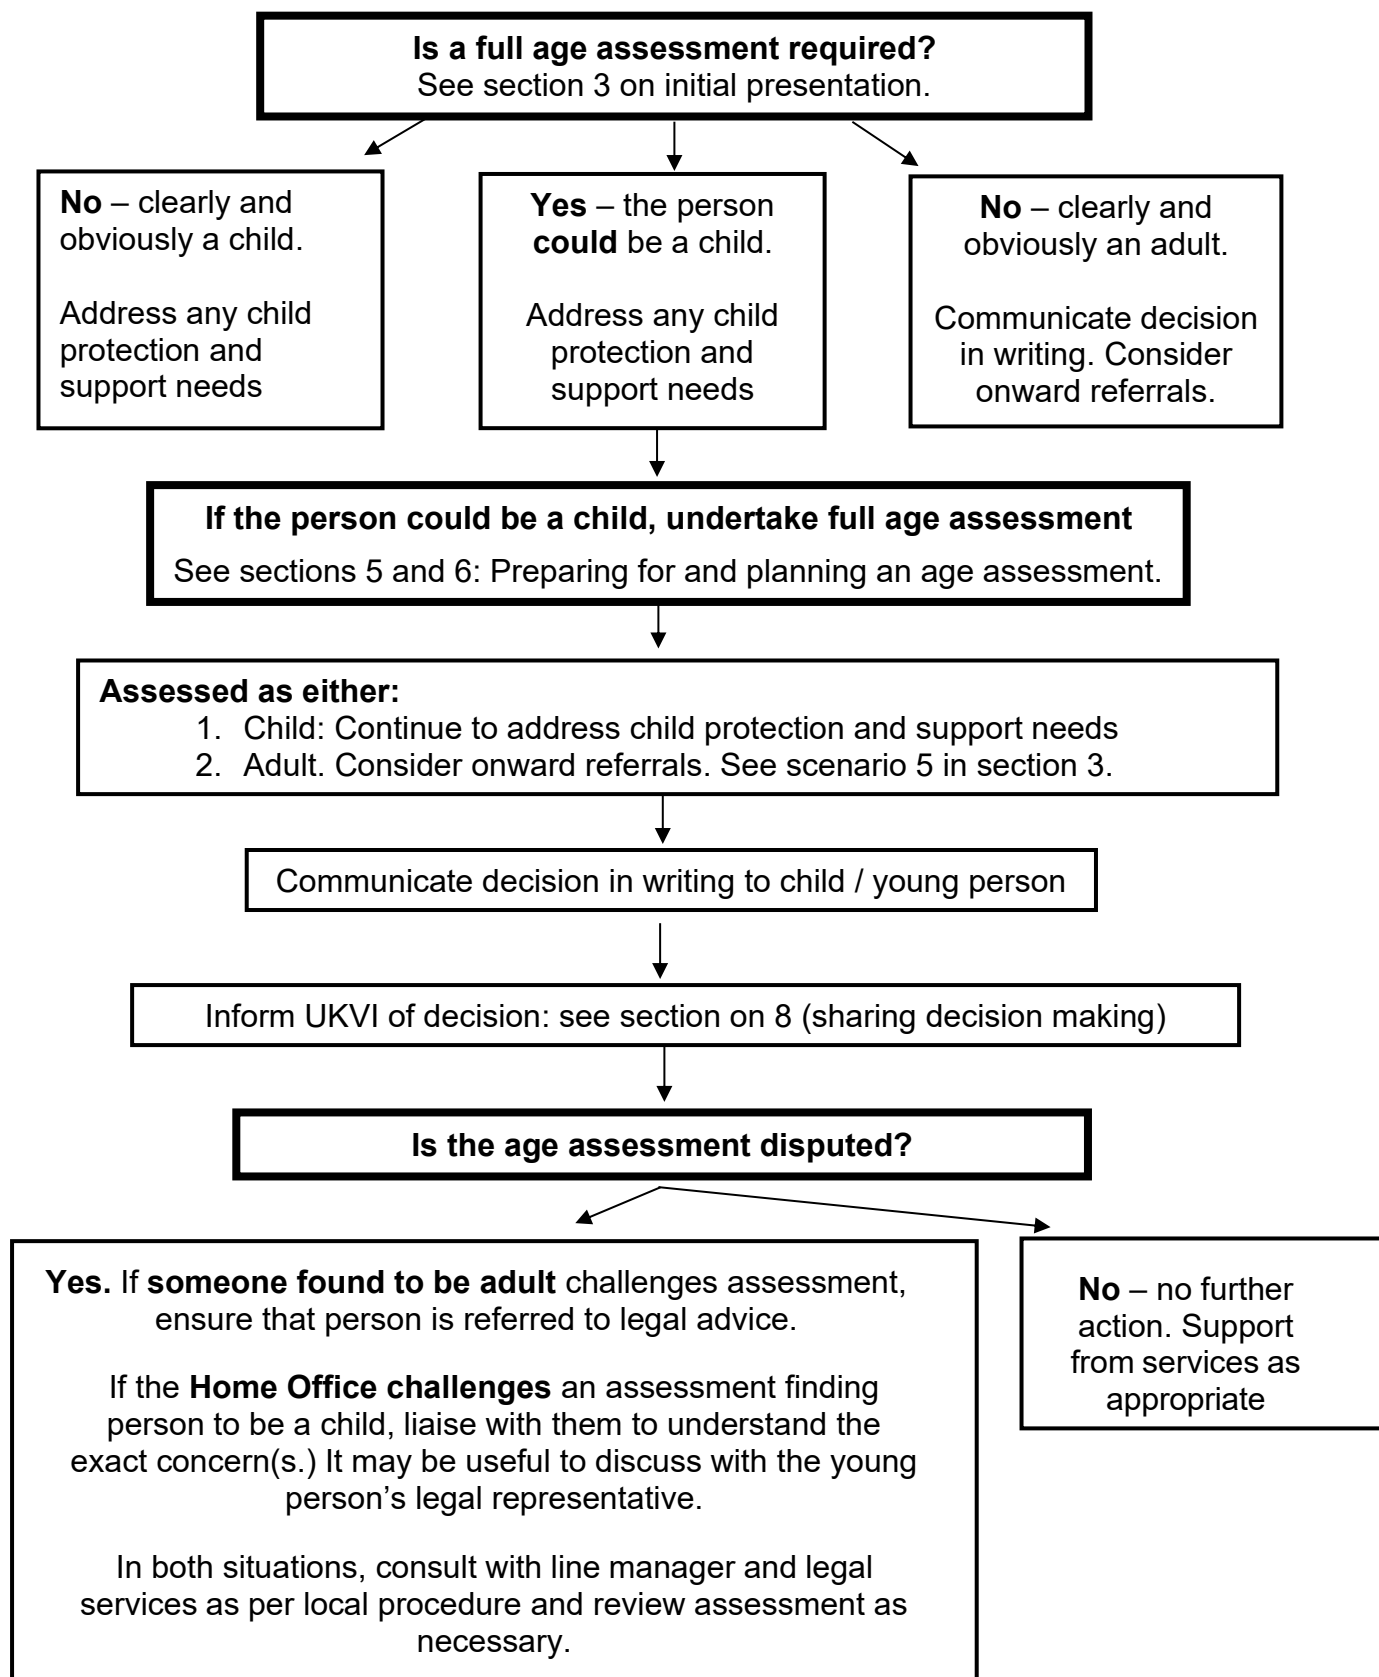 Is a full age assessment required?
See section 3 on initial presentation.
No – clearly and
obviously a child.
Address any child
protection and
support needs
Yes – the person
could be a child.
Address any child
protection and
support needs
No – clearly and
obviously an adult.
Communicate decision
in writing. Consider
onward referrals.
If the person could be a child, undertake full age assessment
See sections 5 and 6: Preparing for and planning an age assessment.
Assessed as either:
1. Child: Continue to address child protection and support needs
2. Adult. Consider onward referrals. See scenario 5 in section 3.
Communicate decision in writing to child / young person
Inform UKVI of decision: see section on 8 (sharing decision making)
Is the age assessment disputed?
Yes. If someone found to be adult challenges assessment,
ensure that person is referred to legal advice.
If the Home Office challenges an assessment finding
person to be a child, liaise with them to understand the
exact concern(s.) It may be useful to discuss with the young
person’s legal representative.
In both situations, consult with line manager and legal
services as per local procedure and review assessment as
necessary.
No – no further
action. Support
from services as
appropriate